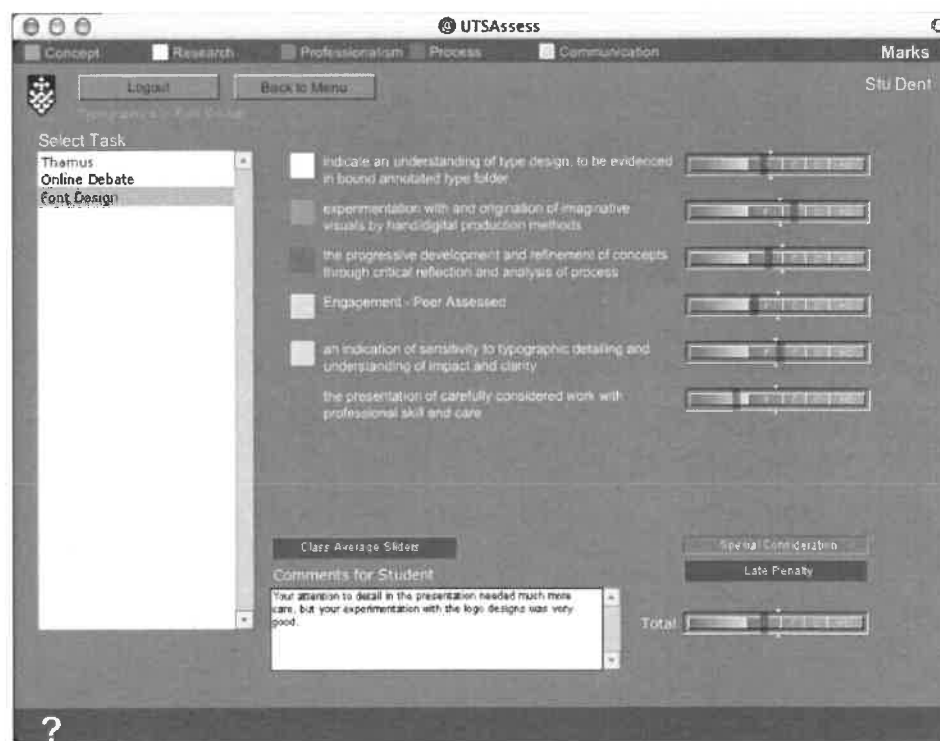 @ UTSAssess
Concept Research Professionalism Process Communication Marks
Logout Back to Menu Stu Dent
Select Task
Thamus
Online Debate
Font Design
indicate an understanding of type design, to be evidenced
in bound annotated type folder
experimentation with and origination of imaginative
visuals by hand/digital production methods
the progressive development and refinement of concepts
through critical reflection and analysis of process
Engagement - Peer Assessed
an indication of sensitivity to typographic detailing and
understanding of impact and clarity
the presentation of carefully considered work with
professional skill and care
Class Average Sliders
Special Consideration
Late Penalty
Comments for Student
Your attention to detail in the presentation needed much more
care, but your experimentation with the logo designs was very
good.
Total
?